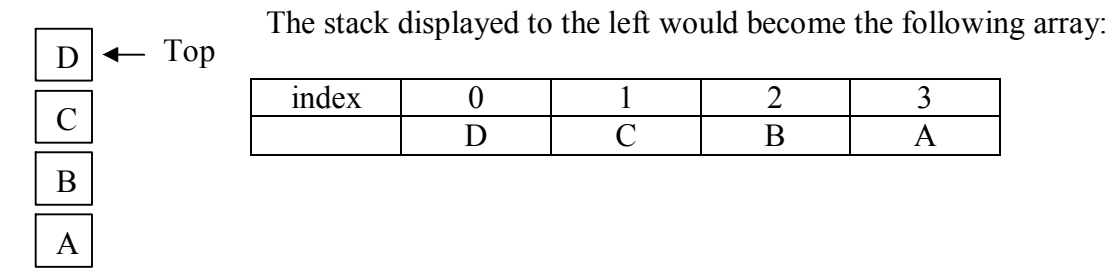 The stack displayed to the left would become the following array:
D Top
C
B
A
index 0 1 2 3
D C B A